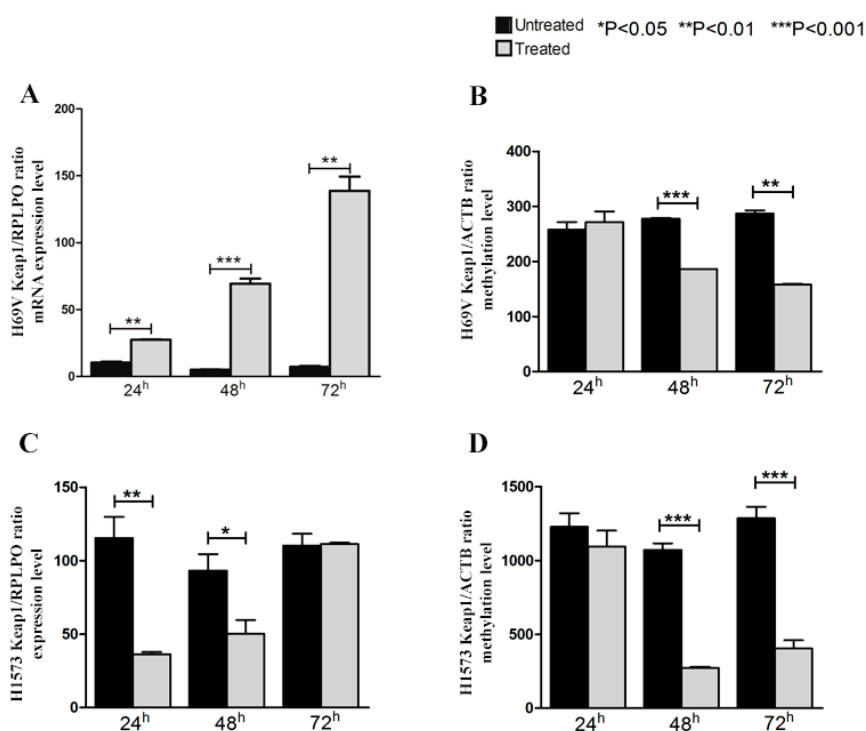 Untreated *P<0.05 **P<0.01 ***P<0.001
Treated
A
H69V Keap1/RPLPO ratio
mRNA expression level
200
150
100
50
0
**
***
**
24h 48h 72h
B
H69V Keap1/ACTB ratio
methylation level
400
300
200
100
0
***
**
24h 48h 72h
C
H1573 Keap1/RPLPO ratio
expression level
150
100
50
0
**
*
24h 48h 72h
D
H1573 Keap1/ACTB ratio
methylation level
1500
1000
500
0
***
***
24h 48h 72h